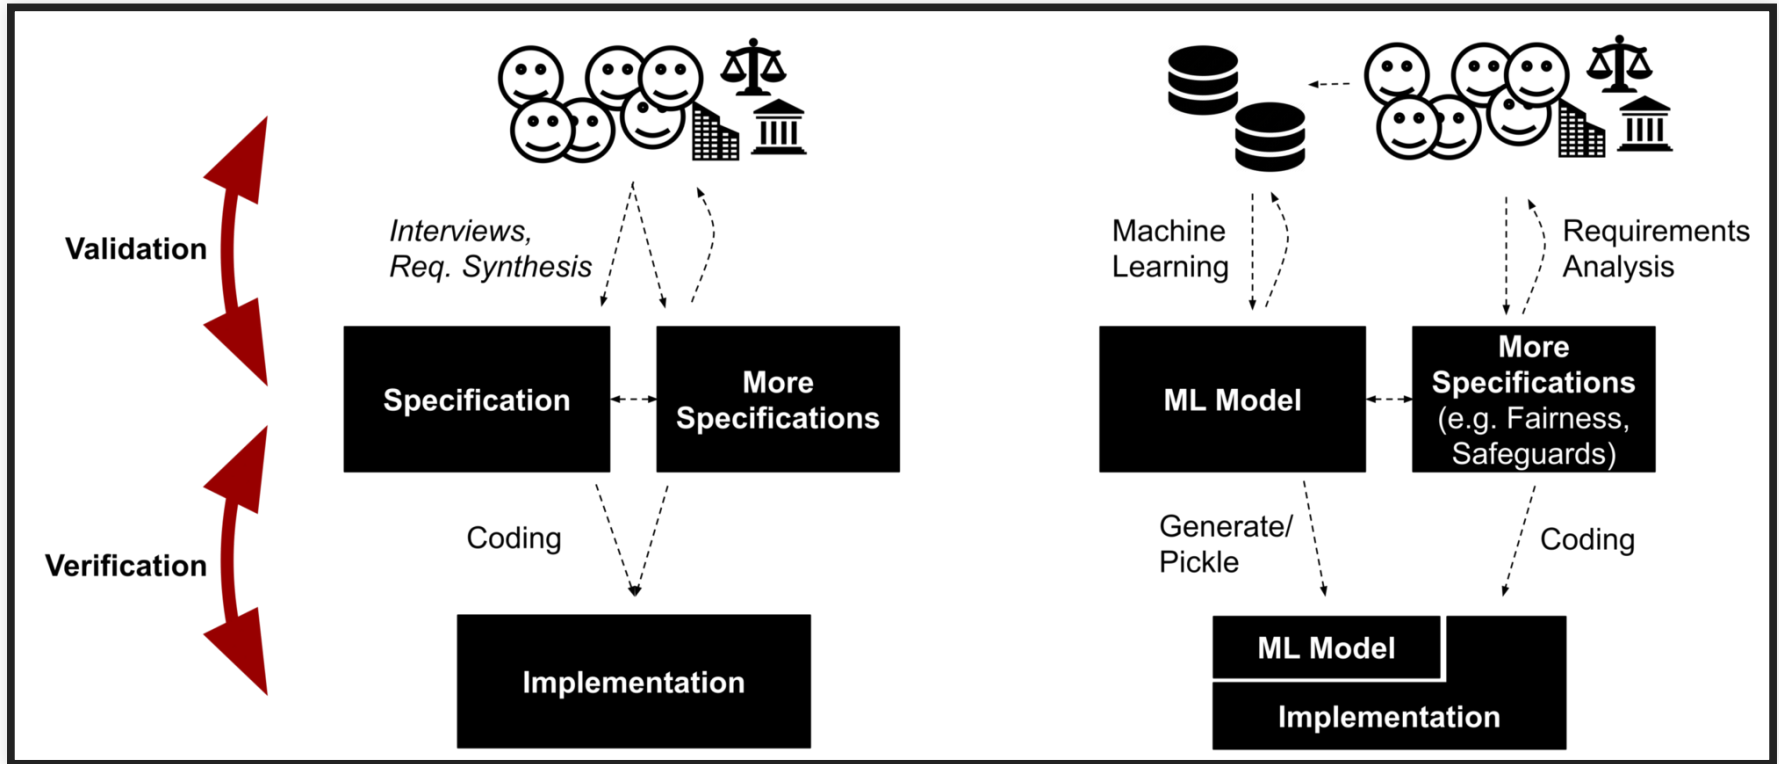 Validation
Verification
Interviews,
Req. Synthesis
Specification
More
Specifications
Coding
Implementation
Machine
Learning
Requirements
Analysis
ML Model
More
Specifications
(e.g. Fairness,
Safeguards)
Generate/
Pickle
Coding
ML Model
Implementation